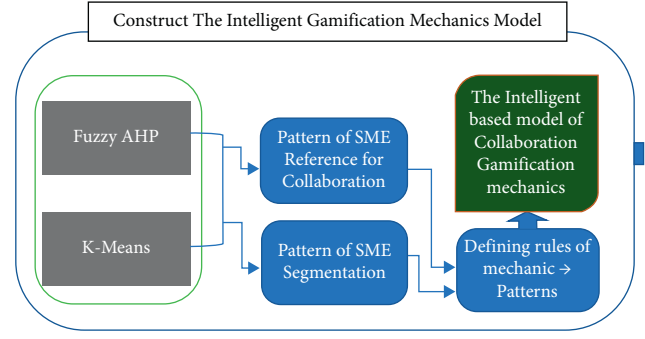 Construct The Intelligent Gamification Mechanics Model
Fuzzy AHP
K-Means
Pattern of SME
Reference for
Collaboration
Pattern of SME
Segmentation
The Intelligent
based model of
Collaboration
Gamification
mechanics
Defining rules of
mechanic →
Patterns